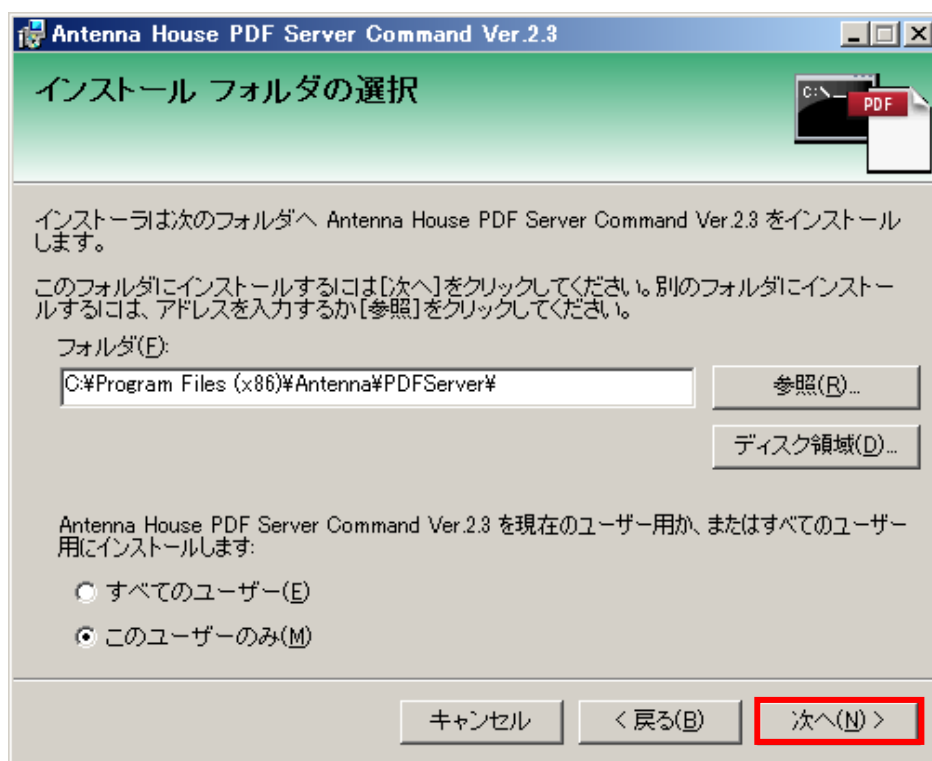 Antenna House PDF Server Command Ver.2.3
インストール フォルダの選択
C:\_
PDF
インストーラは次のフォルダへ Antenna House PDF Server Command Ver.2.3 をインストール
します。
このフォルダにインストールするには[次へ]をクリックしてください。別のフォルダにインストー
ルするには、アドレスを入力するか[参照]をクリックしてください。
フォルダ(F):
C:¥Program Files (x86)¥Antenna¥PDFServer¥
参照(R)...
ディスク領域(D)...
Antenna House PDF Server Command Ver.2.3 を現在のユーザー用か、またはすべてのユーザー
用にインストールします:
すべてのユーザー(E)
このユーザーのみ(M)
キャンセル
< 戻る(B)
次へ(N) >